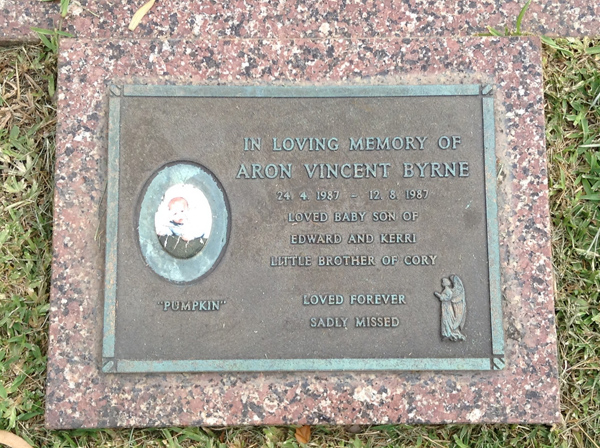 IN LOVING MEMORY OF
ARON VINCENT BYRNE
24. 4. 1987 - 12. 8. 1987
LOVED BABY SON OF
EDWARD AND KERRI
LITTLE BROTHER OF CORY
"PUMPKIN"
LOVED FOREVER
SADLY MISSED